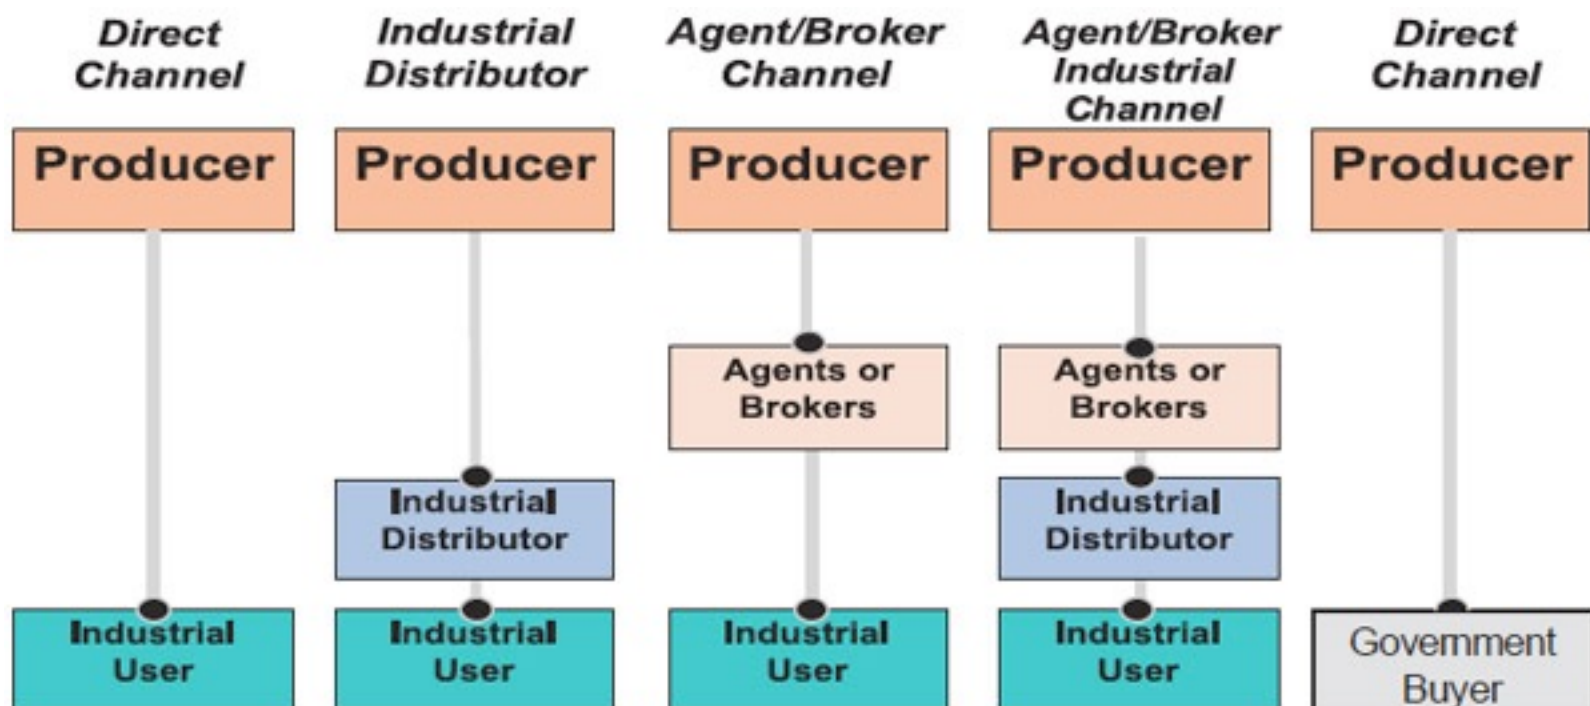 Direct
Channel
Industrial
Distributor
Agent/Broker
Channel
Agent/Broker
Industrial
Channel
Direct
Channel
Producer
Producer
Producer
Producer
Producer
Agents or
Brokers
Agents or
Brokers
Industrial
Distributor
Industrial
Distributor
Industrial
User
Industrial
User
Industrial
User
Industrial
User
Government
Buyer